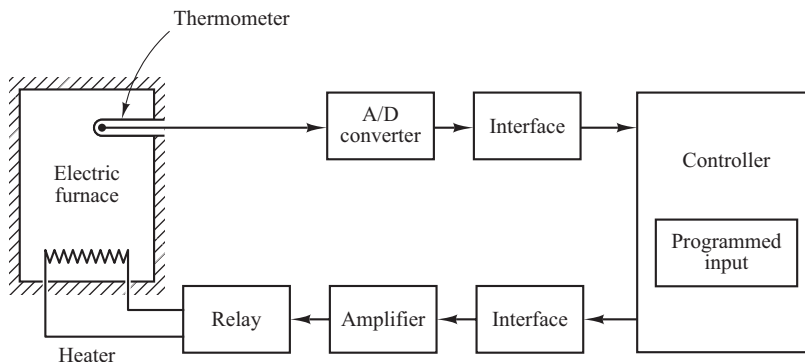 Thermometer
A/D
converter
Interface
Controller
Electric
furnace
Programmed
input
Relay
Amplifier
Interface
Heater